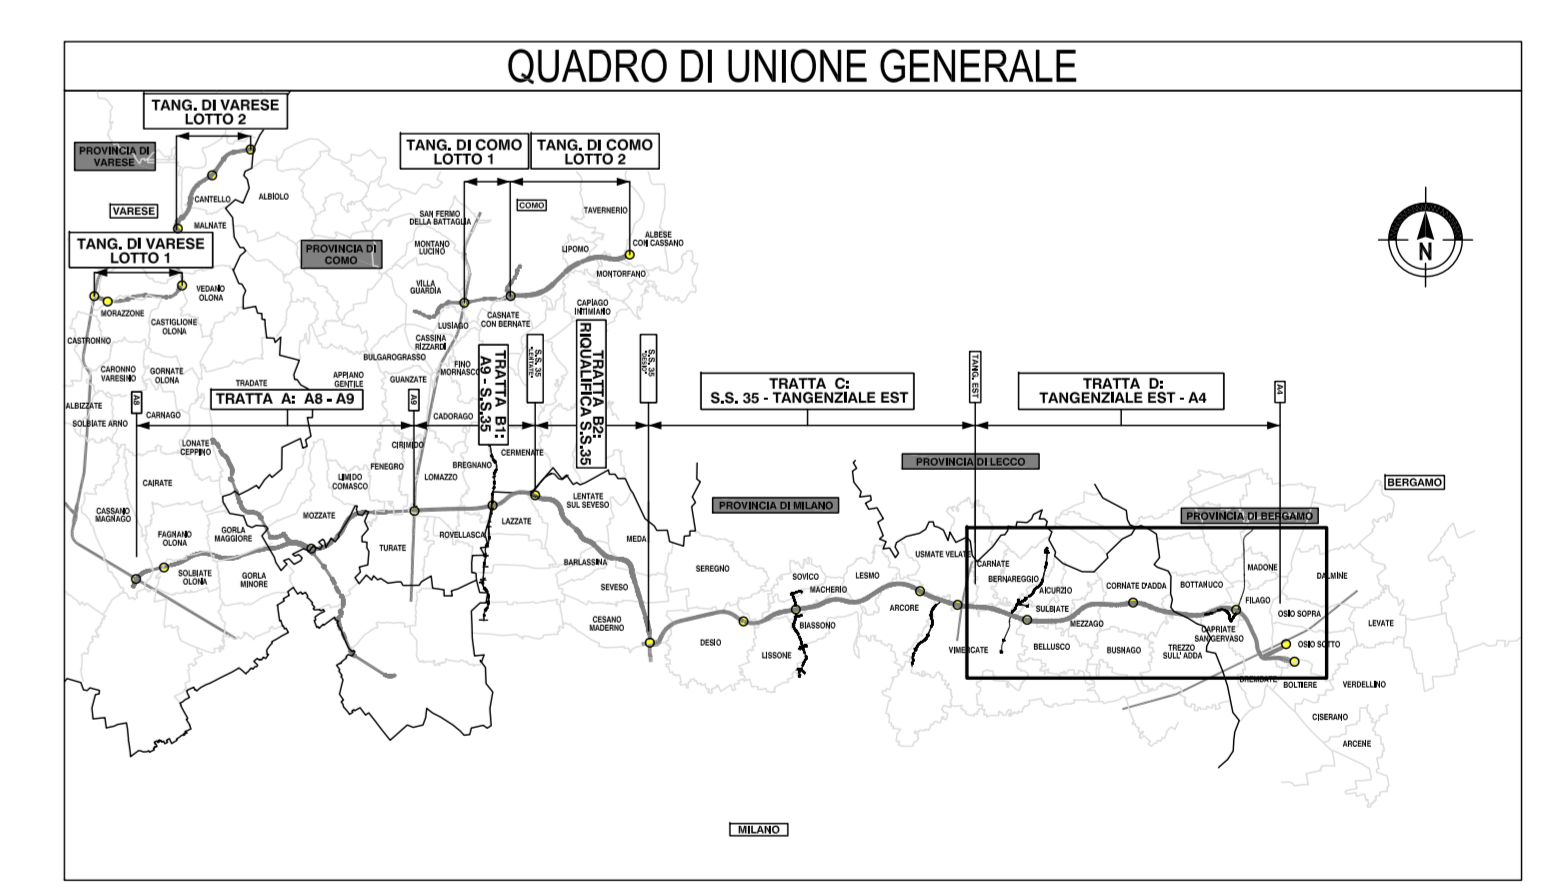 QUADRO DI UNIONE GENERALE
TANG. DI VARESE
LOTTO 2
PROVINCIA DI
VARESE
TANG. DI COMO
LOTTO 1
TANG. DI COMO
LOTTO 2
CANTELLO
ALBIOLO
VARESE
MALNATE
SAN FERMO
DELLA BATTAGLIA
COMO
TAVERNERIO
TANG. DI VARESE
LOTTO 1
PROVINCIA DI
COMO
MONTANO
LUCINO
LIPOMO
ALBESE
CON CASSANO
N
MONTORFANO
VEDANO
OLONA
VILLA
GUARDIA
MORAZZONE
CASTIGLIONE
OLONA
LUSIAGO
CASNATE
CON BERNATE
CAPIAGO
INTIMIANO
CASTRONNO
CASSINA
RIZZARDI
BULGAROGRASSO
FINO
MORNASCO
CARONNO
VARESINO
GORNATE
OLONA
TRADATE
APPIANO
GENTILE
GUANZATE
TRATTA B1:
A9 - S.S.35
S.S. 35
"LENTATE"
TRATTA B2:
RIQUALIFICA S.S.35
S.S. 35
"DESIO"
TRATTA C:
S.S. 35 - TANGENZIALE EST
TANG. EST
TRATTA D:
TANGENZIALE EST - A4
A4
A8
TRATTA A: A8 - A9
A9
ALBIZZATE
CARNAGO
SOLBIATE ARNO
CADORAGO
LONATE
CEPPINO
CIRIMIDO
CERMENATE
FENEGRO
BREGNANO
PROVINCIA DI LECCO
CAIRATE
LIMIDO
COMASCO
LOMAZZO
BERGAMO
LENTATE
SUL SEVESO
PROVINCIA DI MILANO
CASSANO
MAGNAGO
MOZZATE
LAZZATE
PROVINCIA DI BERGAMO
FAGNANO
OLONA
GORLA
MAGGIORE
ROVELLASCA
MEDA
TURATE
USMATE VELATE
SOLBIATE
OLONA
GORLA
MINORE
BARLASSINA
SEREGNO
CARNATE
MADONE
SOVICO
LESMO
BERNAREGGIO
DALMINE
SEVESO
MACHERIO
AICURZIO
CORNATE D'ADDA
BOTTANUCO
FILAGO
ARCORE
SULBIATE
OSIO SOPRA
CESANO
MADERNO
BIASSONO
MEZZAGO
CAPRIATE
SANGERVASO
LEVATE
DESIO
LISSONE
VIMERCATE
BELLUSCO
BUSNAGO
TREZZO
SULL' ADDA
OSIO SOTTO
BREMBATE
BOLTIERE
VERDELLINO
CISERANO
ARCENE
MILANO